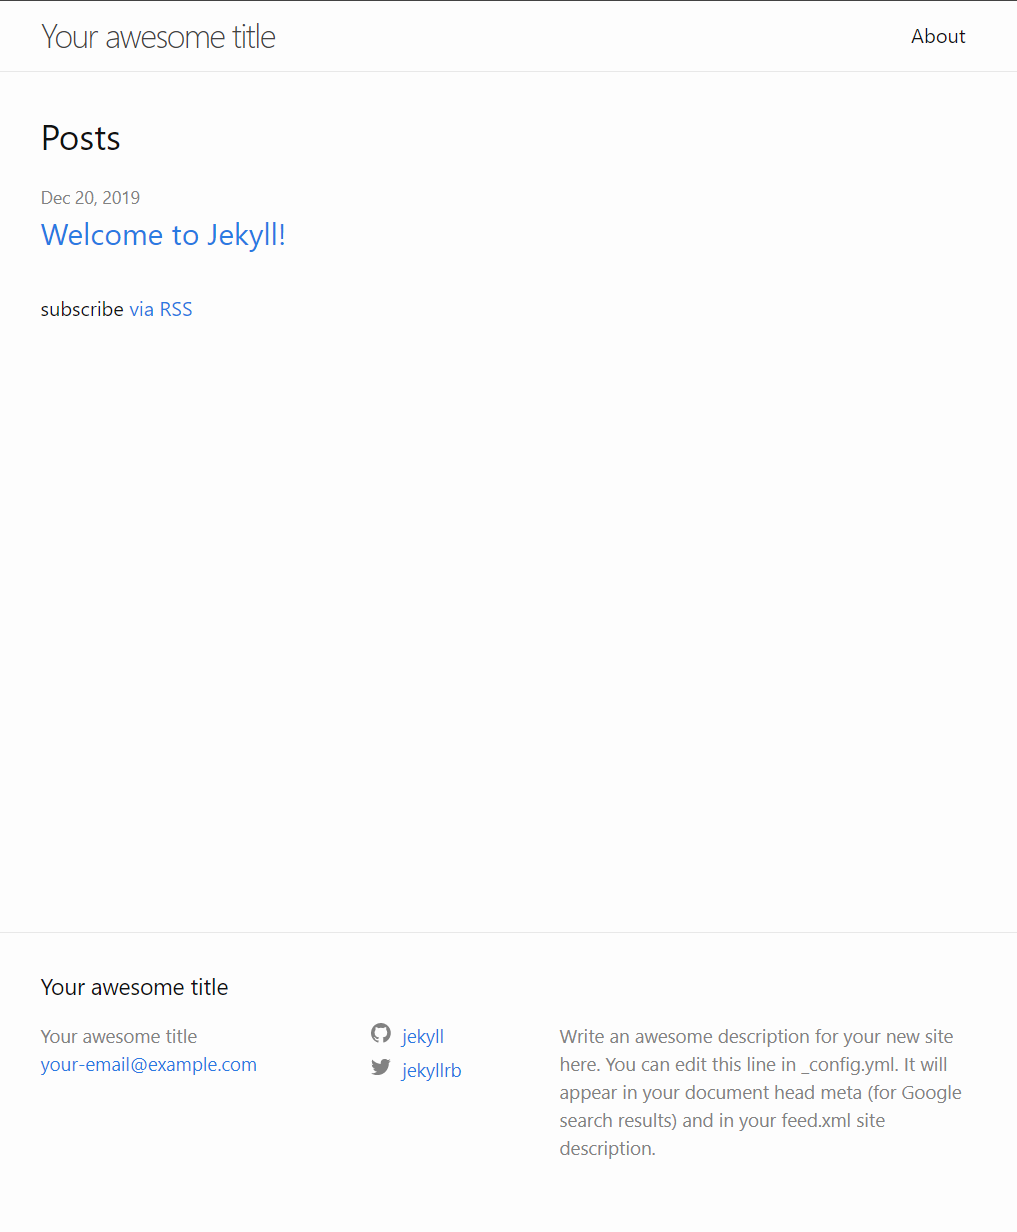 Your awesome title
About
Posts
Dec 20, 2019
Welcome to Jekyll!
subscribe via RSS
Your awesome title
Your awesome title
your-email@example.com
jekyll
jekyllrb
Write an awesome description for your new site
here. You can edit this line in _config.yml. It will
appear in your document head meta (for Google
search results) and in your feed.xml site
description.